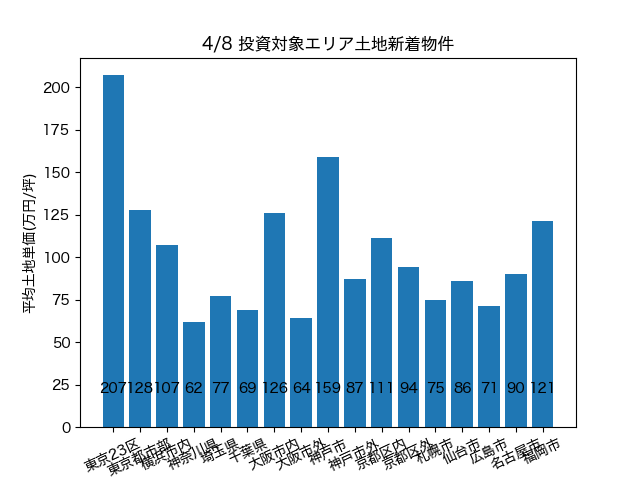 4/8 投資対象エリア土地新着物件
平均土地単価(万円/坪)
200
175
150
125
100
75
50
25
0
207 128 107 62 77 69 126 64 159 87 111 94 75 86 71 90 121
東京23区
東京都市部
横浜市内
神奈川県
埼玉県
千葉県
大阪市内
大阪市外
神戸市
神戸市外
京都区内
京都区外
札幌市
仙台市
広島市
名古屋市
福岡市